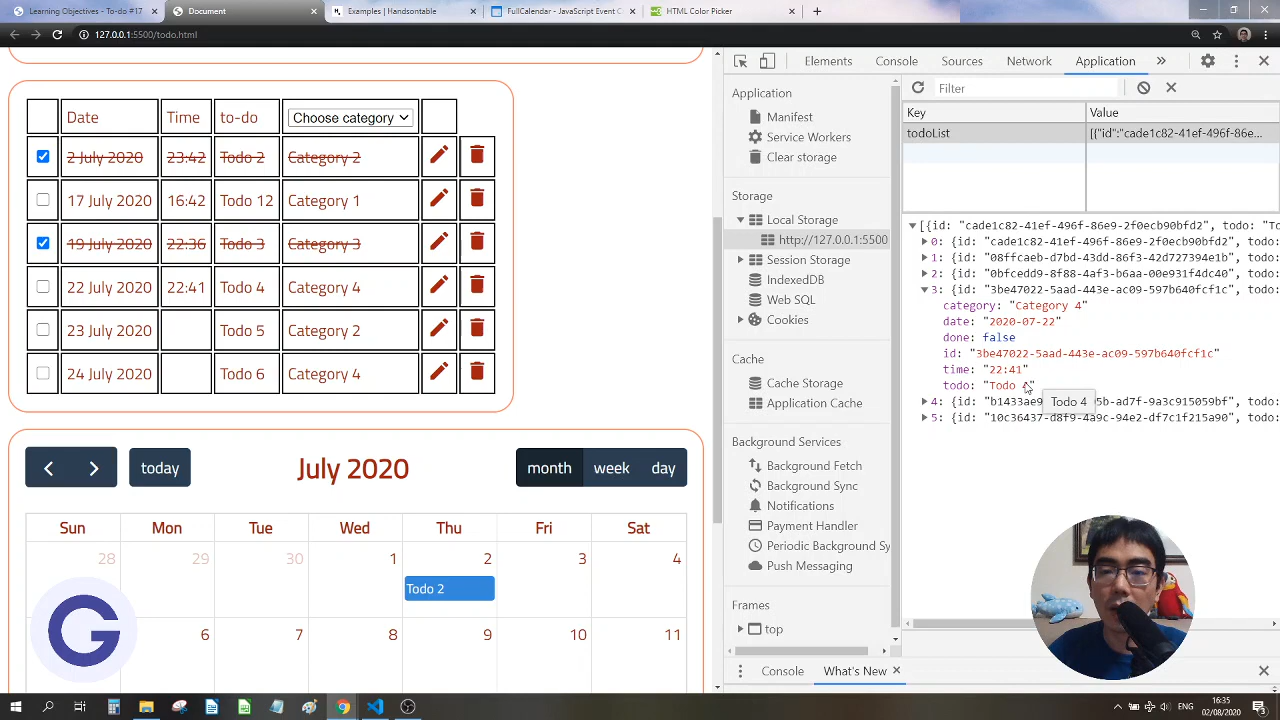 Learning Objectives - To-do #17
Document
Examples | Handsontable
FullCalendar - JavaScript Event C
HTML Color Picker
127.0.0.1:5500/todo.html
Date Time to-do Choose category
2 July 2020 23:42 Todo 2 Category 2
17 July 2020 16:42 Todo 12 Category 1
19 July 2020 22:36 Todo 3 Category 3
22 July 2020 22:41 Todo 4 Category 4
23 July 2020 Todo 5 Category 2
24 July 2020 Todo 6 Category 4
today
July 2020
month week day
Sun Mon Tue Wed Thu Fri Sat
28 29 30 1 2 3 4
Todo 2
6 7 8 9 10 11
G
Elements Console Sources Network Application
Application
Manifest
Service Workers
Clear storage
Storage
Local Storage
http://127.0.0.1:5500
Session Storage
IndexedDB
Web SQL
Cookies
Cache
Cache Storage
Application Cache
Background Services
Background Fetch
Background Sync
Notifications
Payment Handler
Periodic Background Sy
Push Messaging
Frames
top
Filter
Key Value
todoList [{"id":"cade1c82-41ef-496f-86e...
[{id: "cade1c82-41ef-496f-86e9-2f0ecb90bfd2", todo: "To
0: {id: "cade1c82-41ef-496f-86e9-2f0ecb90bfd2", todo:
1: {id: "08ffcaeb-d7bd-43dd-86f3-42d727304e1b", todo:
2: {id: "0bfcedd9-8f88-4af3-b6aa-00e931f4dc40", todo:
3: {id: "3be47022-5aad-443e-ac09-597b640fcf1c", todo:
category: "Category 4"
date: "2020-07-22"
done: false
id: "3be47022-5aad-443e-ac09-597b640fcf1c"
time: "22:41"
todo: "Todo 4"
Todo 4
4: {id: "b1433ae9 5b-ad7f-9a3c915059bf", todo:
5: {id: "10c36437-d8f9-4a9c-94e2-df7c1f215a90", todo:
Console What's New
ENG
16:35
02/08/2020